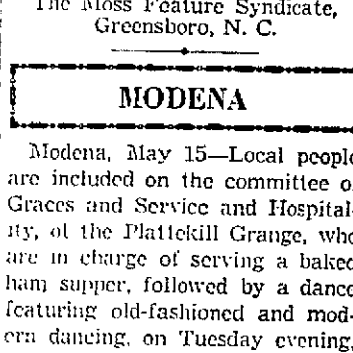 The Moss Feature Syndicate,
Greensboro, N. C.
MODENA
Modena, May 15—Local people
are included on the committee o
Graces and Service and Hospital-
ity, of the Plattekill Grange, who
are in charge of serving a baked
ham supper, followed by a dance
featuring old-fashioned and mod-
ern dancing, on Tuesday evening,